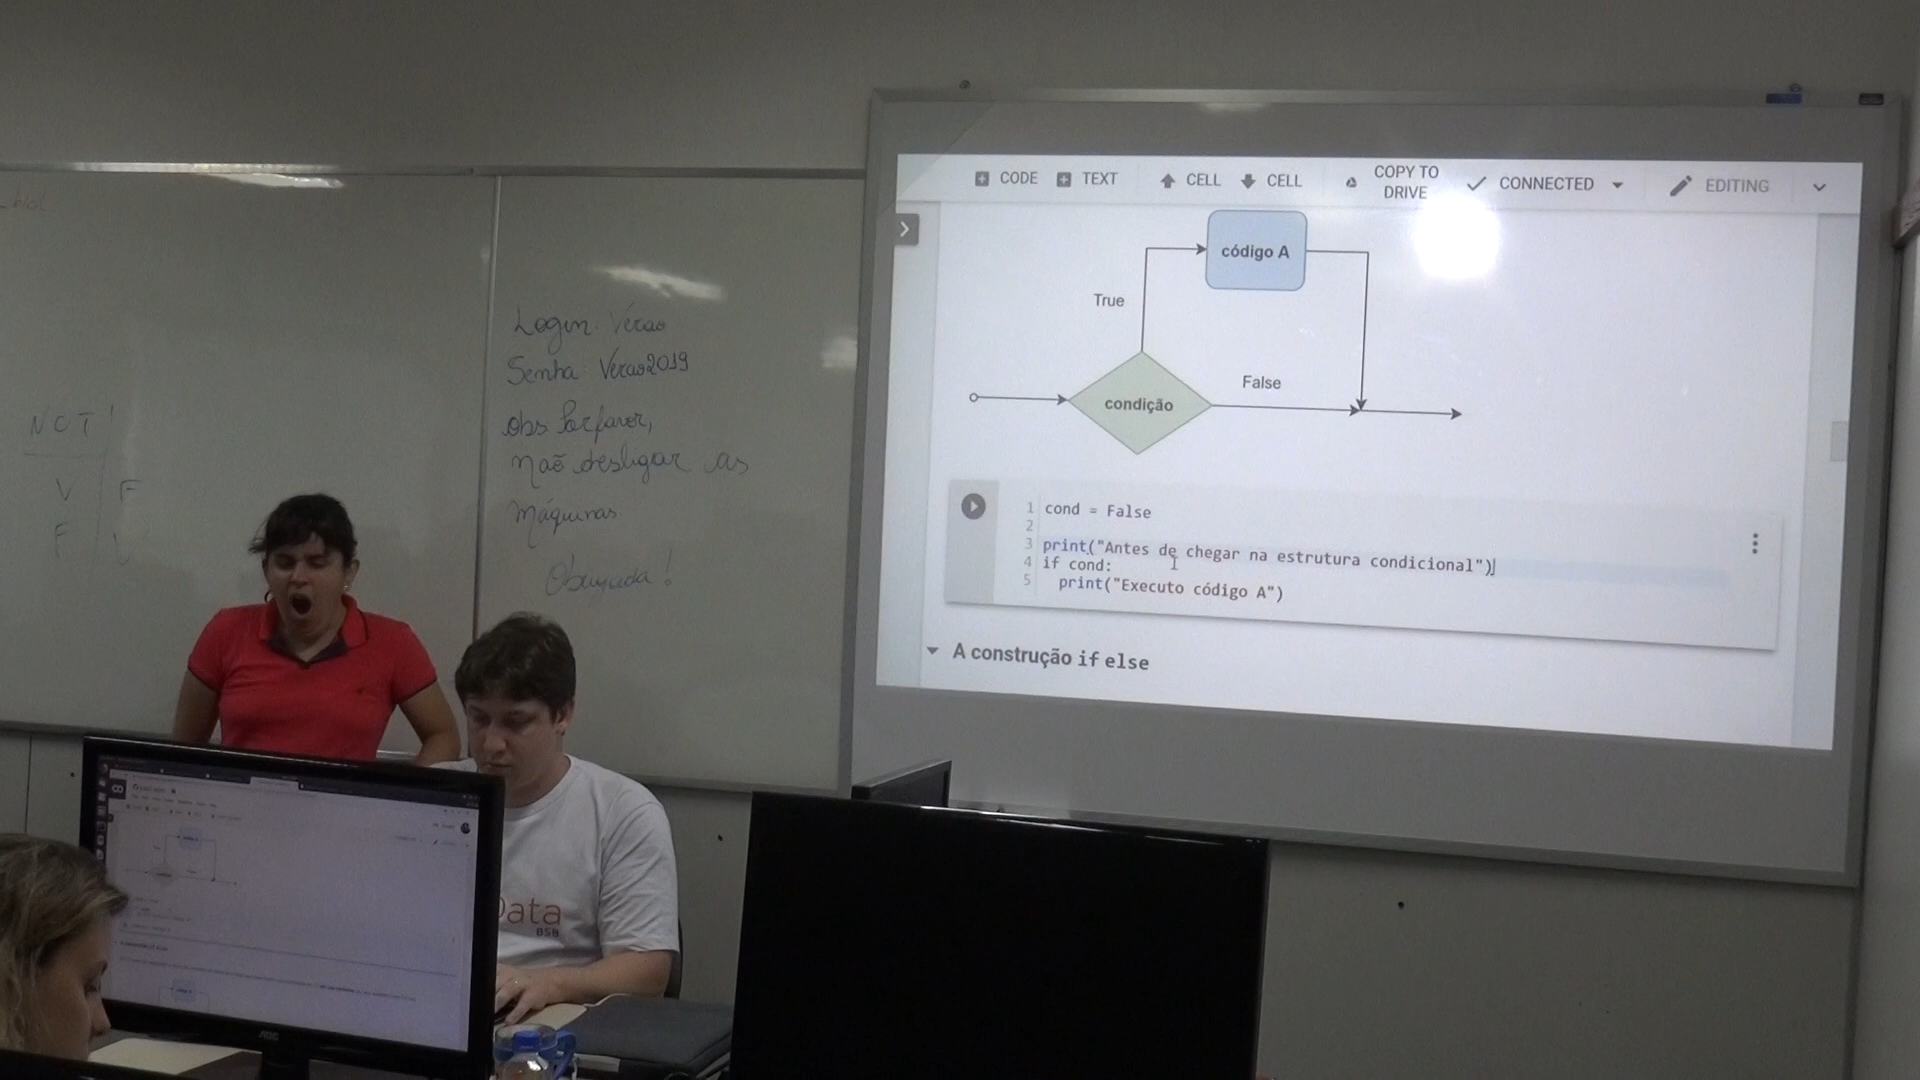 NOT
V F
F V
Login: Verao
Senha: Verao2019
obs Porfavor,
não desligar as
máquinas.
Obrigada!
CODE TEXT CELL CELL COPY TO DRIVE CONNECTED EDITING
código A
True
False
condição
1 cond = False
2
3 print("Antes de chegar na estrutura condicional")
4 if cond:
5 print("Executo código A")
A construção if else
Data
BSB
AOC